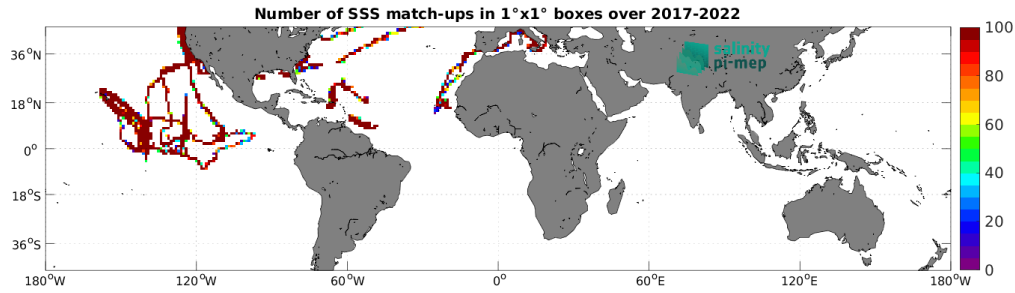 Number of SSS match-ups in 1°x1° boxes over 2017-2022
salinity
pi-mep
36°N
18°N
0°
18°S
36°S
180°W 120°W 60°W 0° 60°E 120°E 180°W
100
80
60
40
20
0